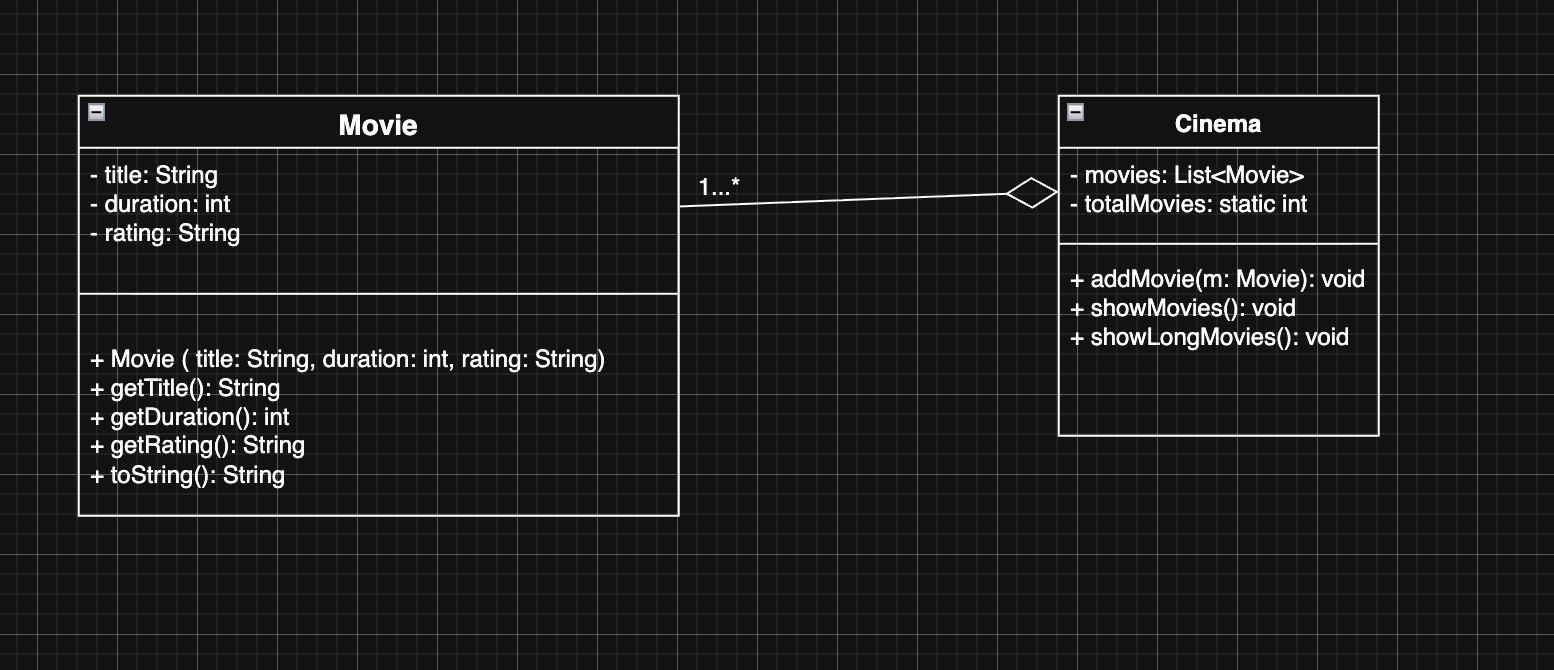 Movie
- title: String
- duration: int
- rating: String
+ Movie ( title: String, duration: int, rating: String)
+ getTitle(): String
+ getDuration(): int
+ getRating(): String
+ toString(): String
1...*
Cinema
- movies: List<Movie>
- totalMovies: static int
+ addMovie(m: Movie): void
+ showMovies(): void
+ showLongMovies(): void